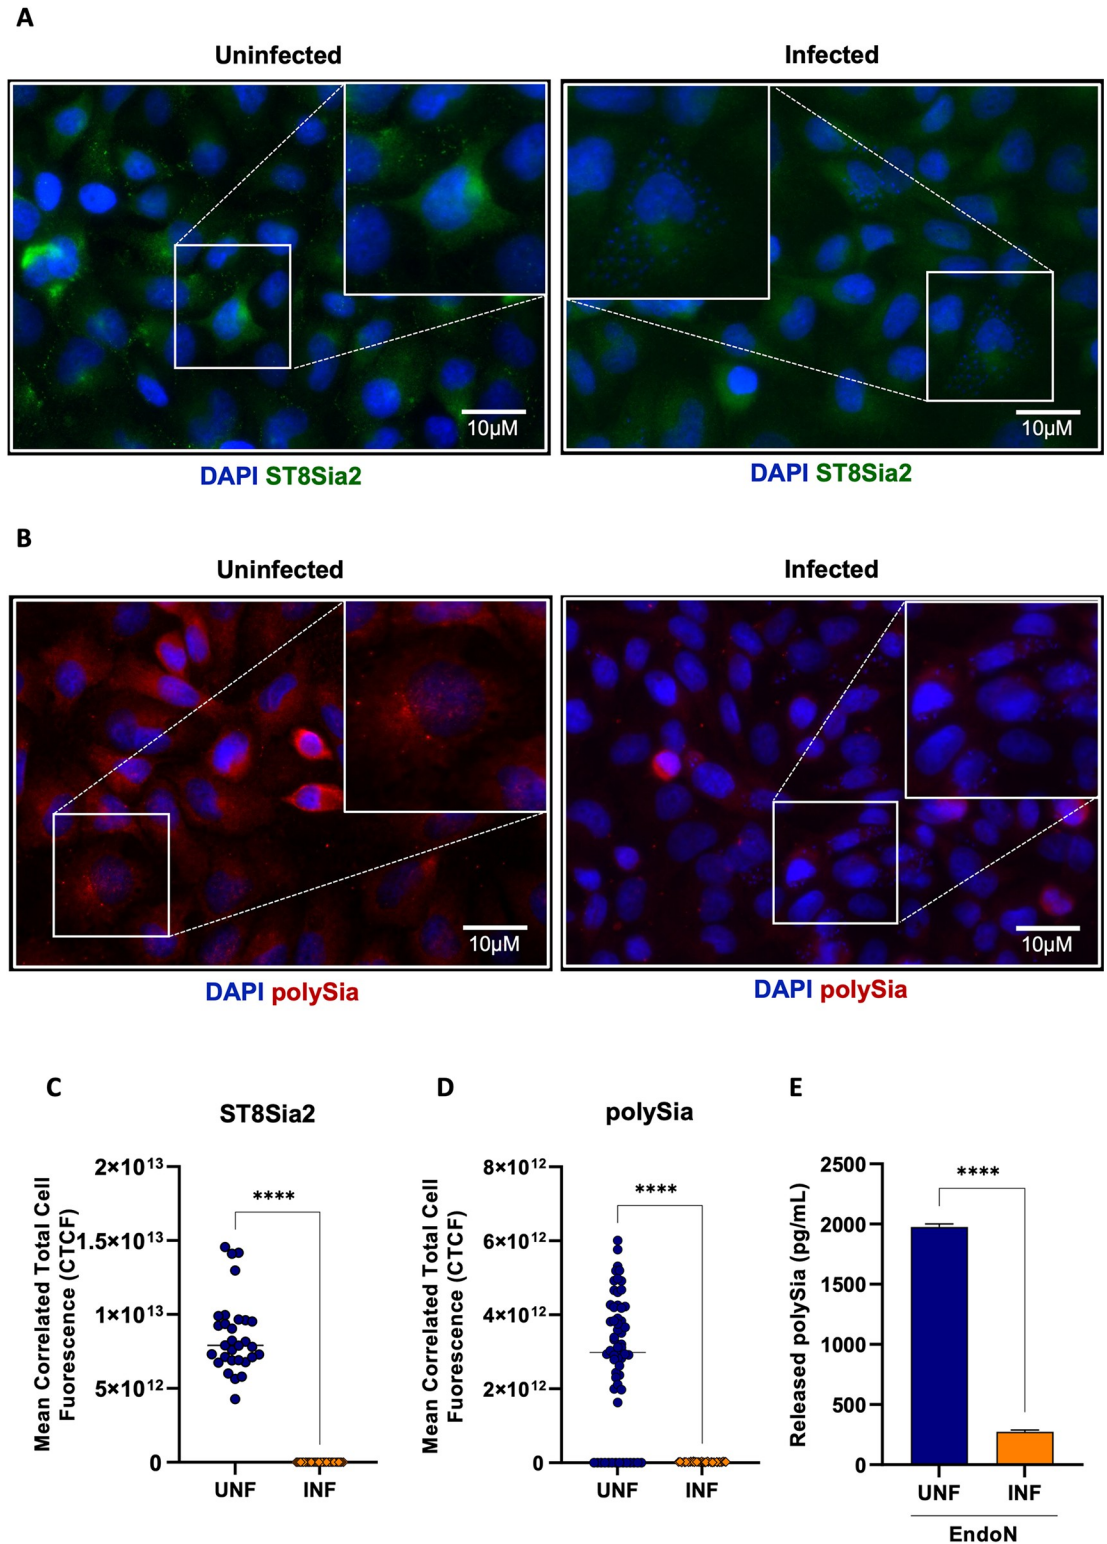 A
Uninfected
Infected
10µM
10µM
DAPI ST8Sia2
DAPI ST8Sia2
B
Uninfected
Infected
10µM
10µM
DAPI polySia
DAPI polySia
C
ST8Sia2
Mean Correlated Total Cell
Fuorescence (CTCF)
2×10¹³
1.5×10¹³
1×10¹³
5×10¹²
0
****
UNF
INF
D
polySia
Mean Correlated Total Cell
Fuorescence (CTCF)
8×10¹²
6×10¹²
4×10¹²
2×10¹²
0
****
UNF
INF
E
Released polySia (pg/mL)
2500
2000
1500
1000
500
0
****
UNF
INF
EndoN